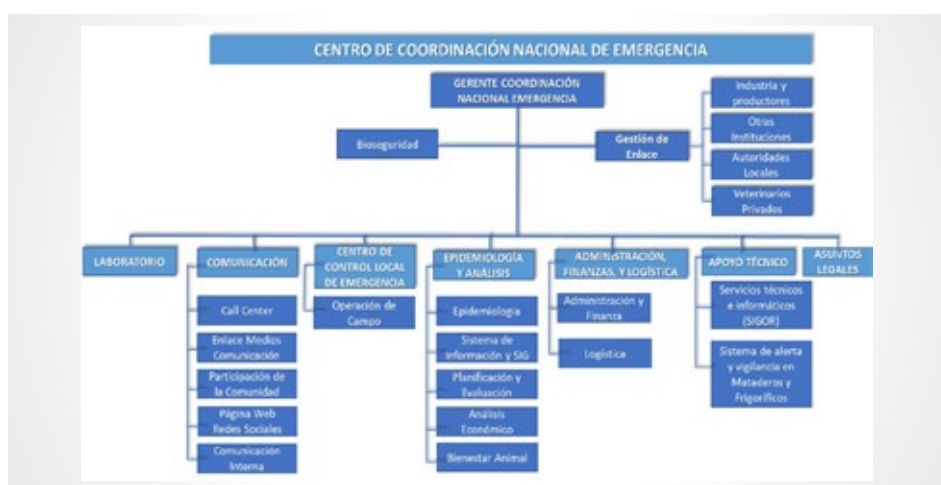 CENTRO DE COORDINACIÓN NACIONAL DE EMERGENCIA
GERENTE COORDINACIÓN
NACIONAL EMERGENCIA
Industria y
productores
Bioseguridad
Gestión de
Enlace
Otras
Instituciones
Autoridades
Locales
Veterinarios
Privados
LABORATORIO
COMUNICACIÓN
Call Center
Enlace Medios
Comunicación
Participación de
la Comunidad
Página Web
Redes Sociales
Comunicación
Interna
CENTRO DE
CONTROL LOCAL
DE EMERGENCIA
Operación de
Campo
EPIDEMIOLOGÍA
Y ANÁLISIS
Epidemiología
Sistema de
Información y SIG
Planificación y
Evaluación
Análisis
Económico
Bienestar Animal
ADMINISTRACIÓN,
FINANZAS, Y LOGÍSTICA
Administración y
Finanza
Logística
APOYO TÉCNICO
Servicios técnicos
e informáticos
(SIGOR)
Sistema de alerta
y vigilancia en
Mataderos y
Frigoríficos
ASUNTOS
LEGALES